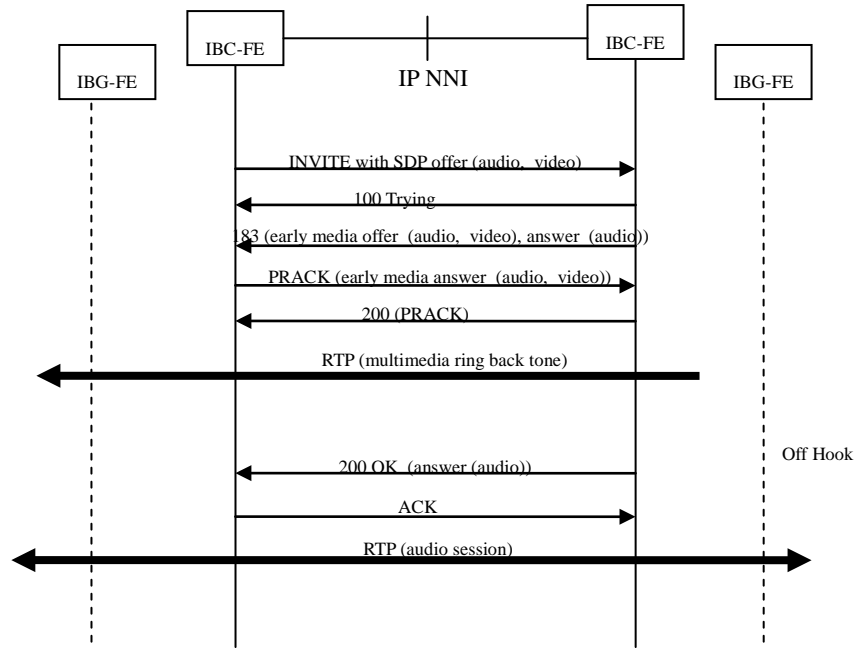 IBC-FE
IBC-FE
IBG-FE
IP NNI
IBG-FE
INVITE with SDP offer (audio, video)
100 Trying
183 (early media offer (audio, video), answer (audio))
PRACK (early media answer (audio, video))
200 (PRACK)
RTP (multimedia ring back tone)
Off Hook
200 OK (answer (audio))
ACK
RTP (audio session)